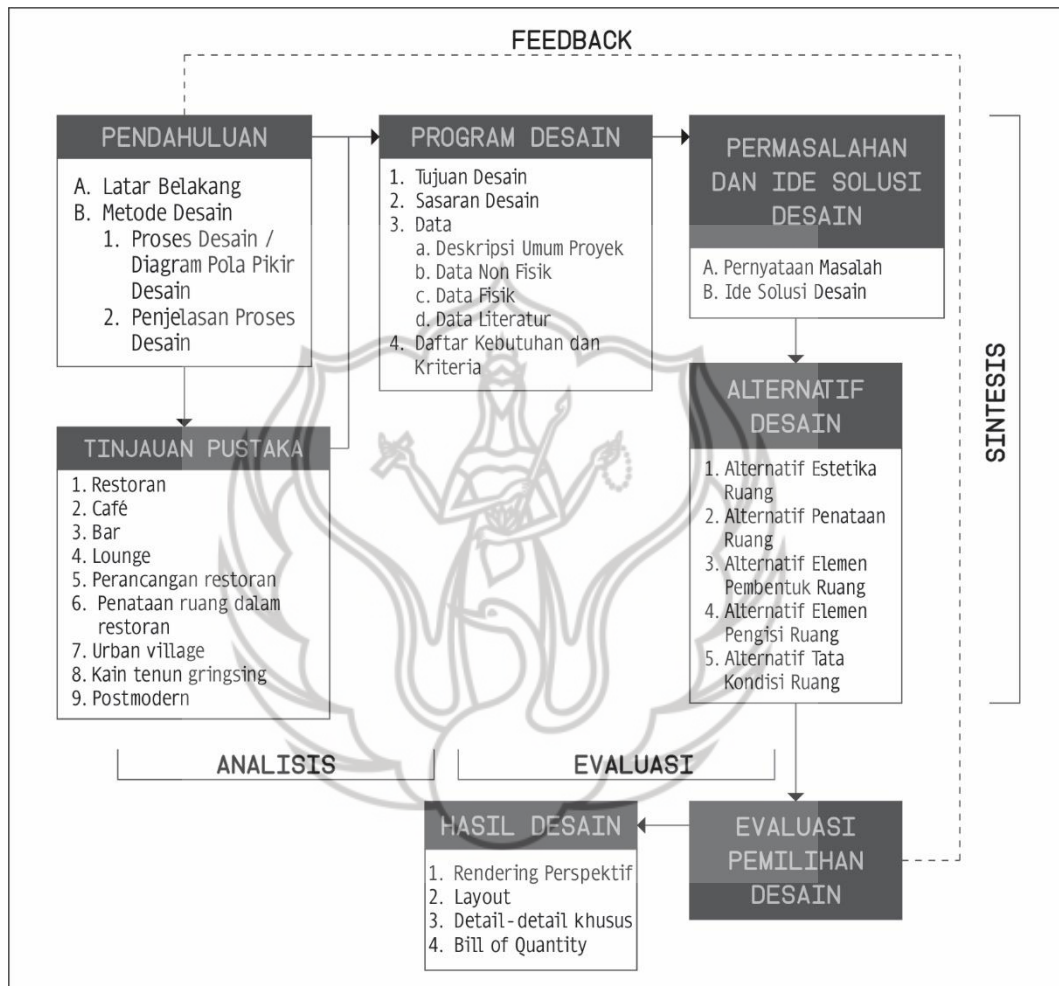 FEEDBACK
PENDAHULUAN
A. Latar Belakang
B. Metode Desain
1. Proses Desain /
Diagram Pola Pikir
Desain
2. Penjelasan Proses
Desain
TINJAUAN PUSTAKA
1. Restoran
2. Café
3. Bar
4. Lounge
5. Perancangan restoran
6. Penataan ruang dalam
restoran
7. Urban village
8. Kain tenun gringsing
9. Postmodern
PROGRAM DESAIN
1. Tujuan Desain
2. Sasaran Desain
3. Data
a. Deskripsi Umum Proyek
b. Data Non Fisik
c. Data Fisik
d. Data Literatur
4. Daftar Kebutuhan dan
Kriteria
PERMASALAHAN
DAN IDE SOLUSI
DESAIN
A. Pernyataan Masalah
B. Ide Solusi Desain
ALTERNATIF
DESAIN
1. Alternatif Estetika
Ruang
2. Alternatif Penataan
Ruang
3. Alternatif Elemen
Pembentuk Ruang
4. Alternatif Elemen
Pengisi Ruang
5. Alternatif Tata
Kondisi Ruang
SINTESIS
ANALISIS
EVALUASI
HASIL DESAIN
1. Rendering Perspektif
2. Layout
3. Detail-detail khusus
4. Bill of Quantity
EVALUASI
PEMILIHAN
DESAIN